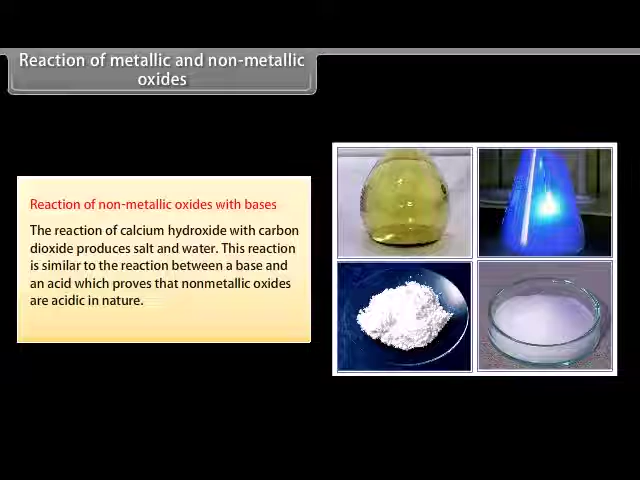 Reaction of metallic and non-metallic
oxides
Reaction of non-metallic oxides with bases
The reaction of calcium hydroxide with carbon
dioxide produces salt and water. This reaction
is similar to the reaction between a base and
an acid which proves that nonmetallic oxides
are acidic in nature.